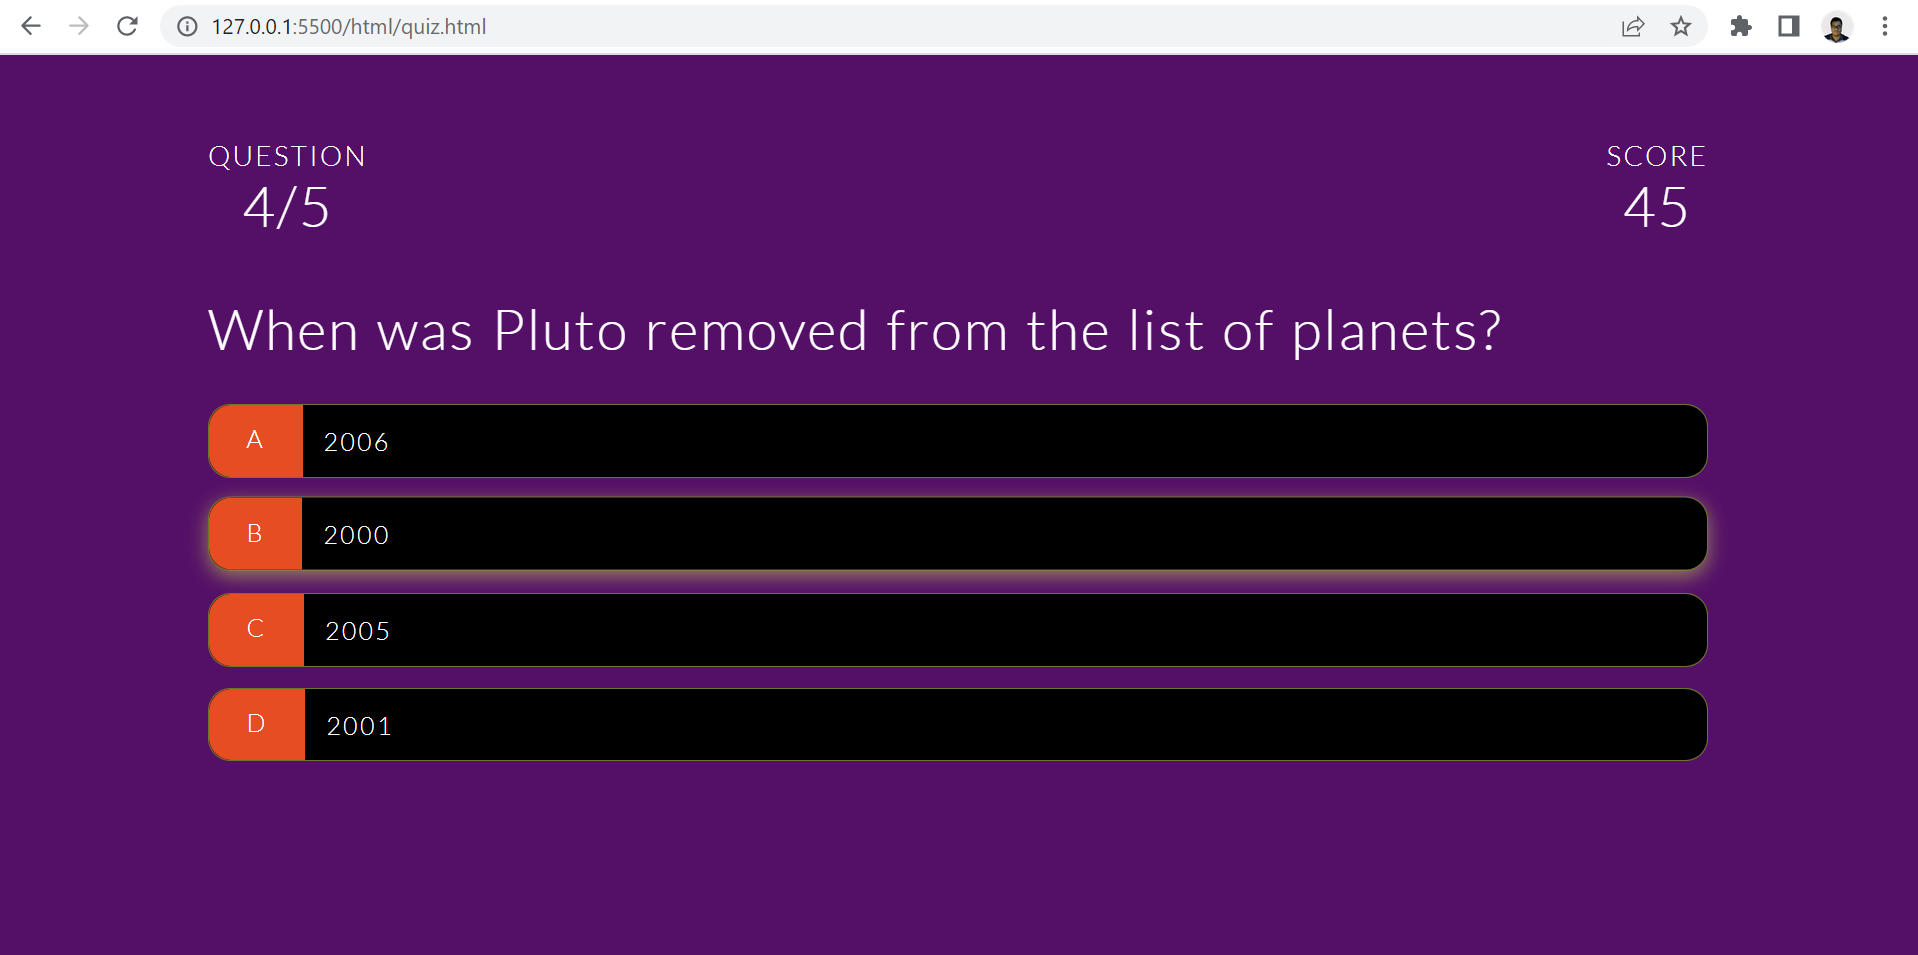 127.0.0.1:5500/html/quiz.html
QUESTION
4/5
SCORE
45
When was Pluto removed from the list of planets?
A 2006
B 2000
C 2005
D 2001